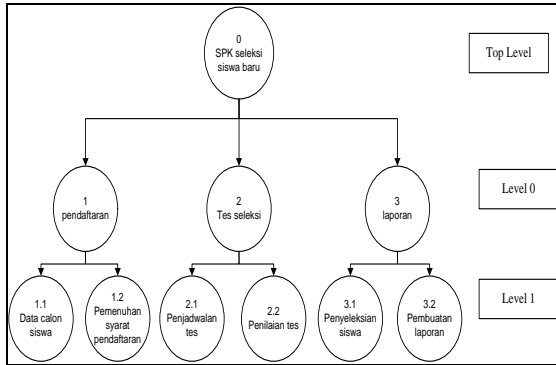 0
SPK seleksi
siswa baru
Top Level
1
pendaftaran
2
Tes seleksi
3
laporan
Level 0
1.1
Data calon
siswa
1.2
Pemenuhan
syarat
pendaftaran
2.1
Penjadwalan
tes
2.2
Penilaian tes
3.1
Penyeleksian
siswa
3.2
Pembuatan
laporan
Level 1